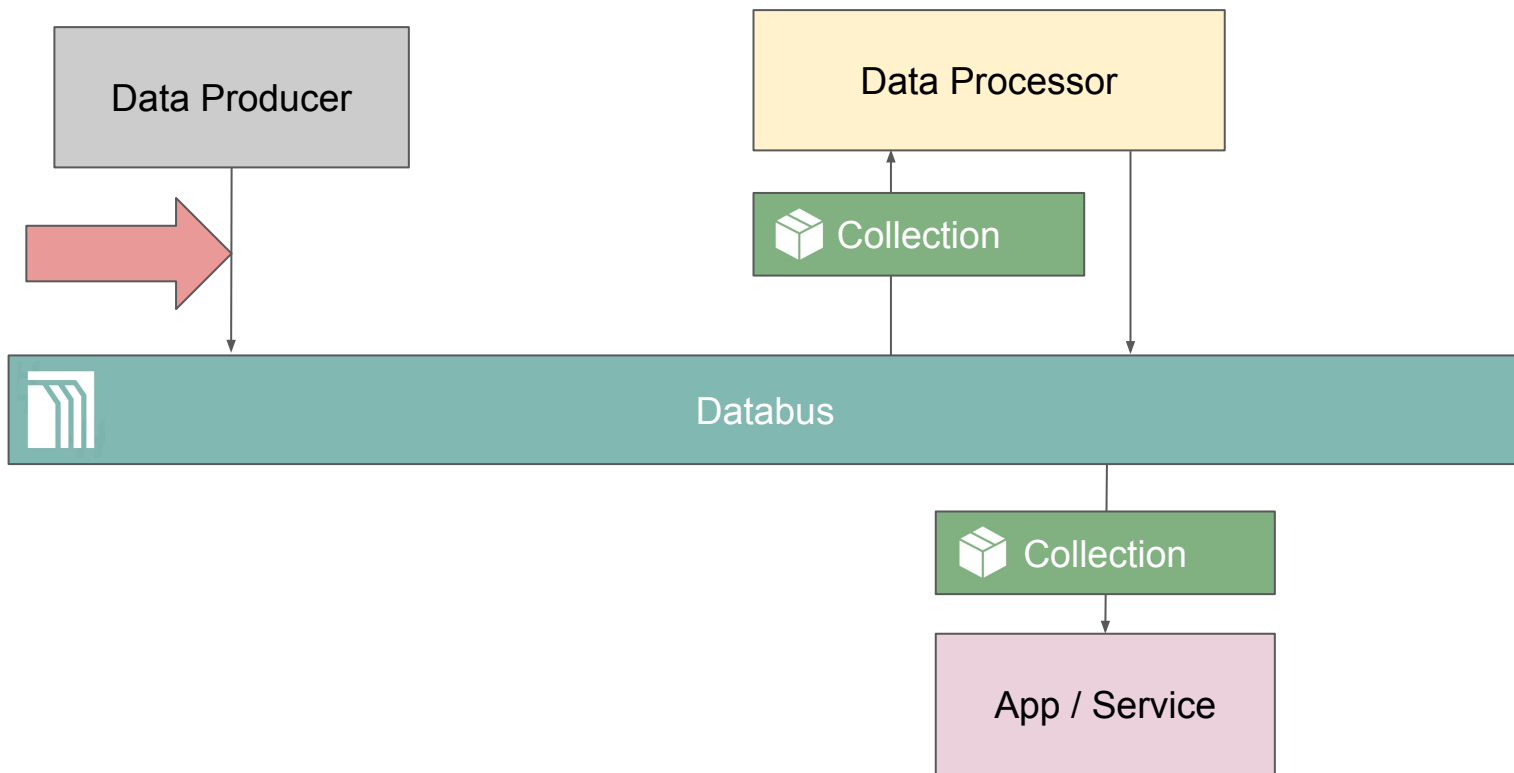 Data Producer
Data Processor
Collection
Databus
Collection
App / Service